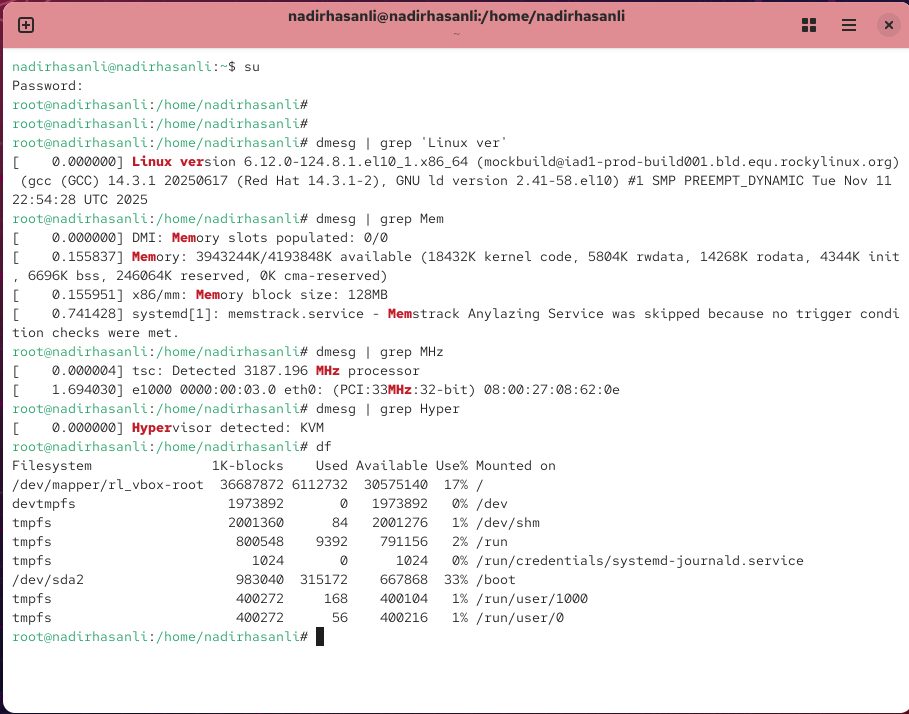 nadirhasanli@nadirhasanli:/home/nadirhasanli
~
nadirhasanli@nadirhasanli:~$ su
Password:
root@nadirhasanli:/home/nadirhasanli#
root@nadirhasanli:/home/nadirhasanli#
root@nadirhasanli:/home/nadirhasanli# dmesg | grep 'Linux ver'
[    0.000000] Linux version 6.12.0-124.8.1.el10_1.x86_64 (mockbuild@iad1-prod-build001.bld.equ.rockylinux.org)
 (gcc (GCC) 14.3.1 20250617 (Red Hat 14.3.1-2), GNU ld version 2.41-58.el10) #1 SMP PREEMPT_DYNAMIC Tue Nov 11
22:54:28 UTC 2025
root@nadirhasanli:/home/nadirhasanli# dmesg | grep Mem
[    0.000000] DMI: Memory slots populated: 0/0
[    0.155837] Memory: 3943244K/4193848K available (18432K kernel code, 5804K rwdata, 14268K rodata, 4344K init
, 6696K bss, 246064K reserved, 0K cma-reserved)
[    0.155951] x86/mm: Memory block size: 128MB
[    0.741428] systemd[1]: memstrack.service - Memstrack Anylazing Service was skipped because no trigger condi
tion checks were met.
root@nadirhasanli:/home/nadirhasanli# dmesg | grep MHz
[    0.000004] tsc: Detected 3187.196 MHz processor
[    1.694030] e1000 0000:00:03.0 eth0: (PCI:33MHz:32-bit) 08:00:27:08:62:0e
root@nadirhasanli:/home/nadirhasanli# dmesg | grep Hyper
[    0.000000] Hypervisor detected: KVM
root@nadirhasanli:/home/nadirhasanli# df
Filesystem               1K-blocks    Used Available Use% Mounted on
/dev/mapper/rl_vbox-root  36687872 6112732  30575140  17% /
devtmpfs                   1973892       0   1973892   0% /dev
tmpfs                      2001360      84   2001276   1% /dev/shm
tmpfs                       800548    9392    791156   2% /run
tmpfs                         1024       0      1024   0% /run/credentials/systemd-journald.service
/dev/sda2                   983040  315172    667868  33% /boot
tmpfs                       400272     168    400104   1% /run/user/1000
tmpfs                       400272      56    400216   1% /run/user/0
root@nadirhasanli:/home/nadirhasanli#